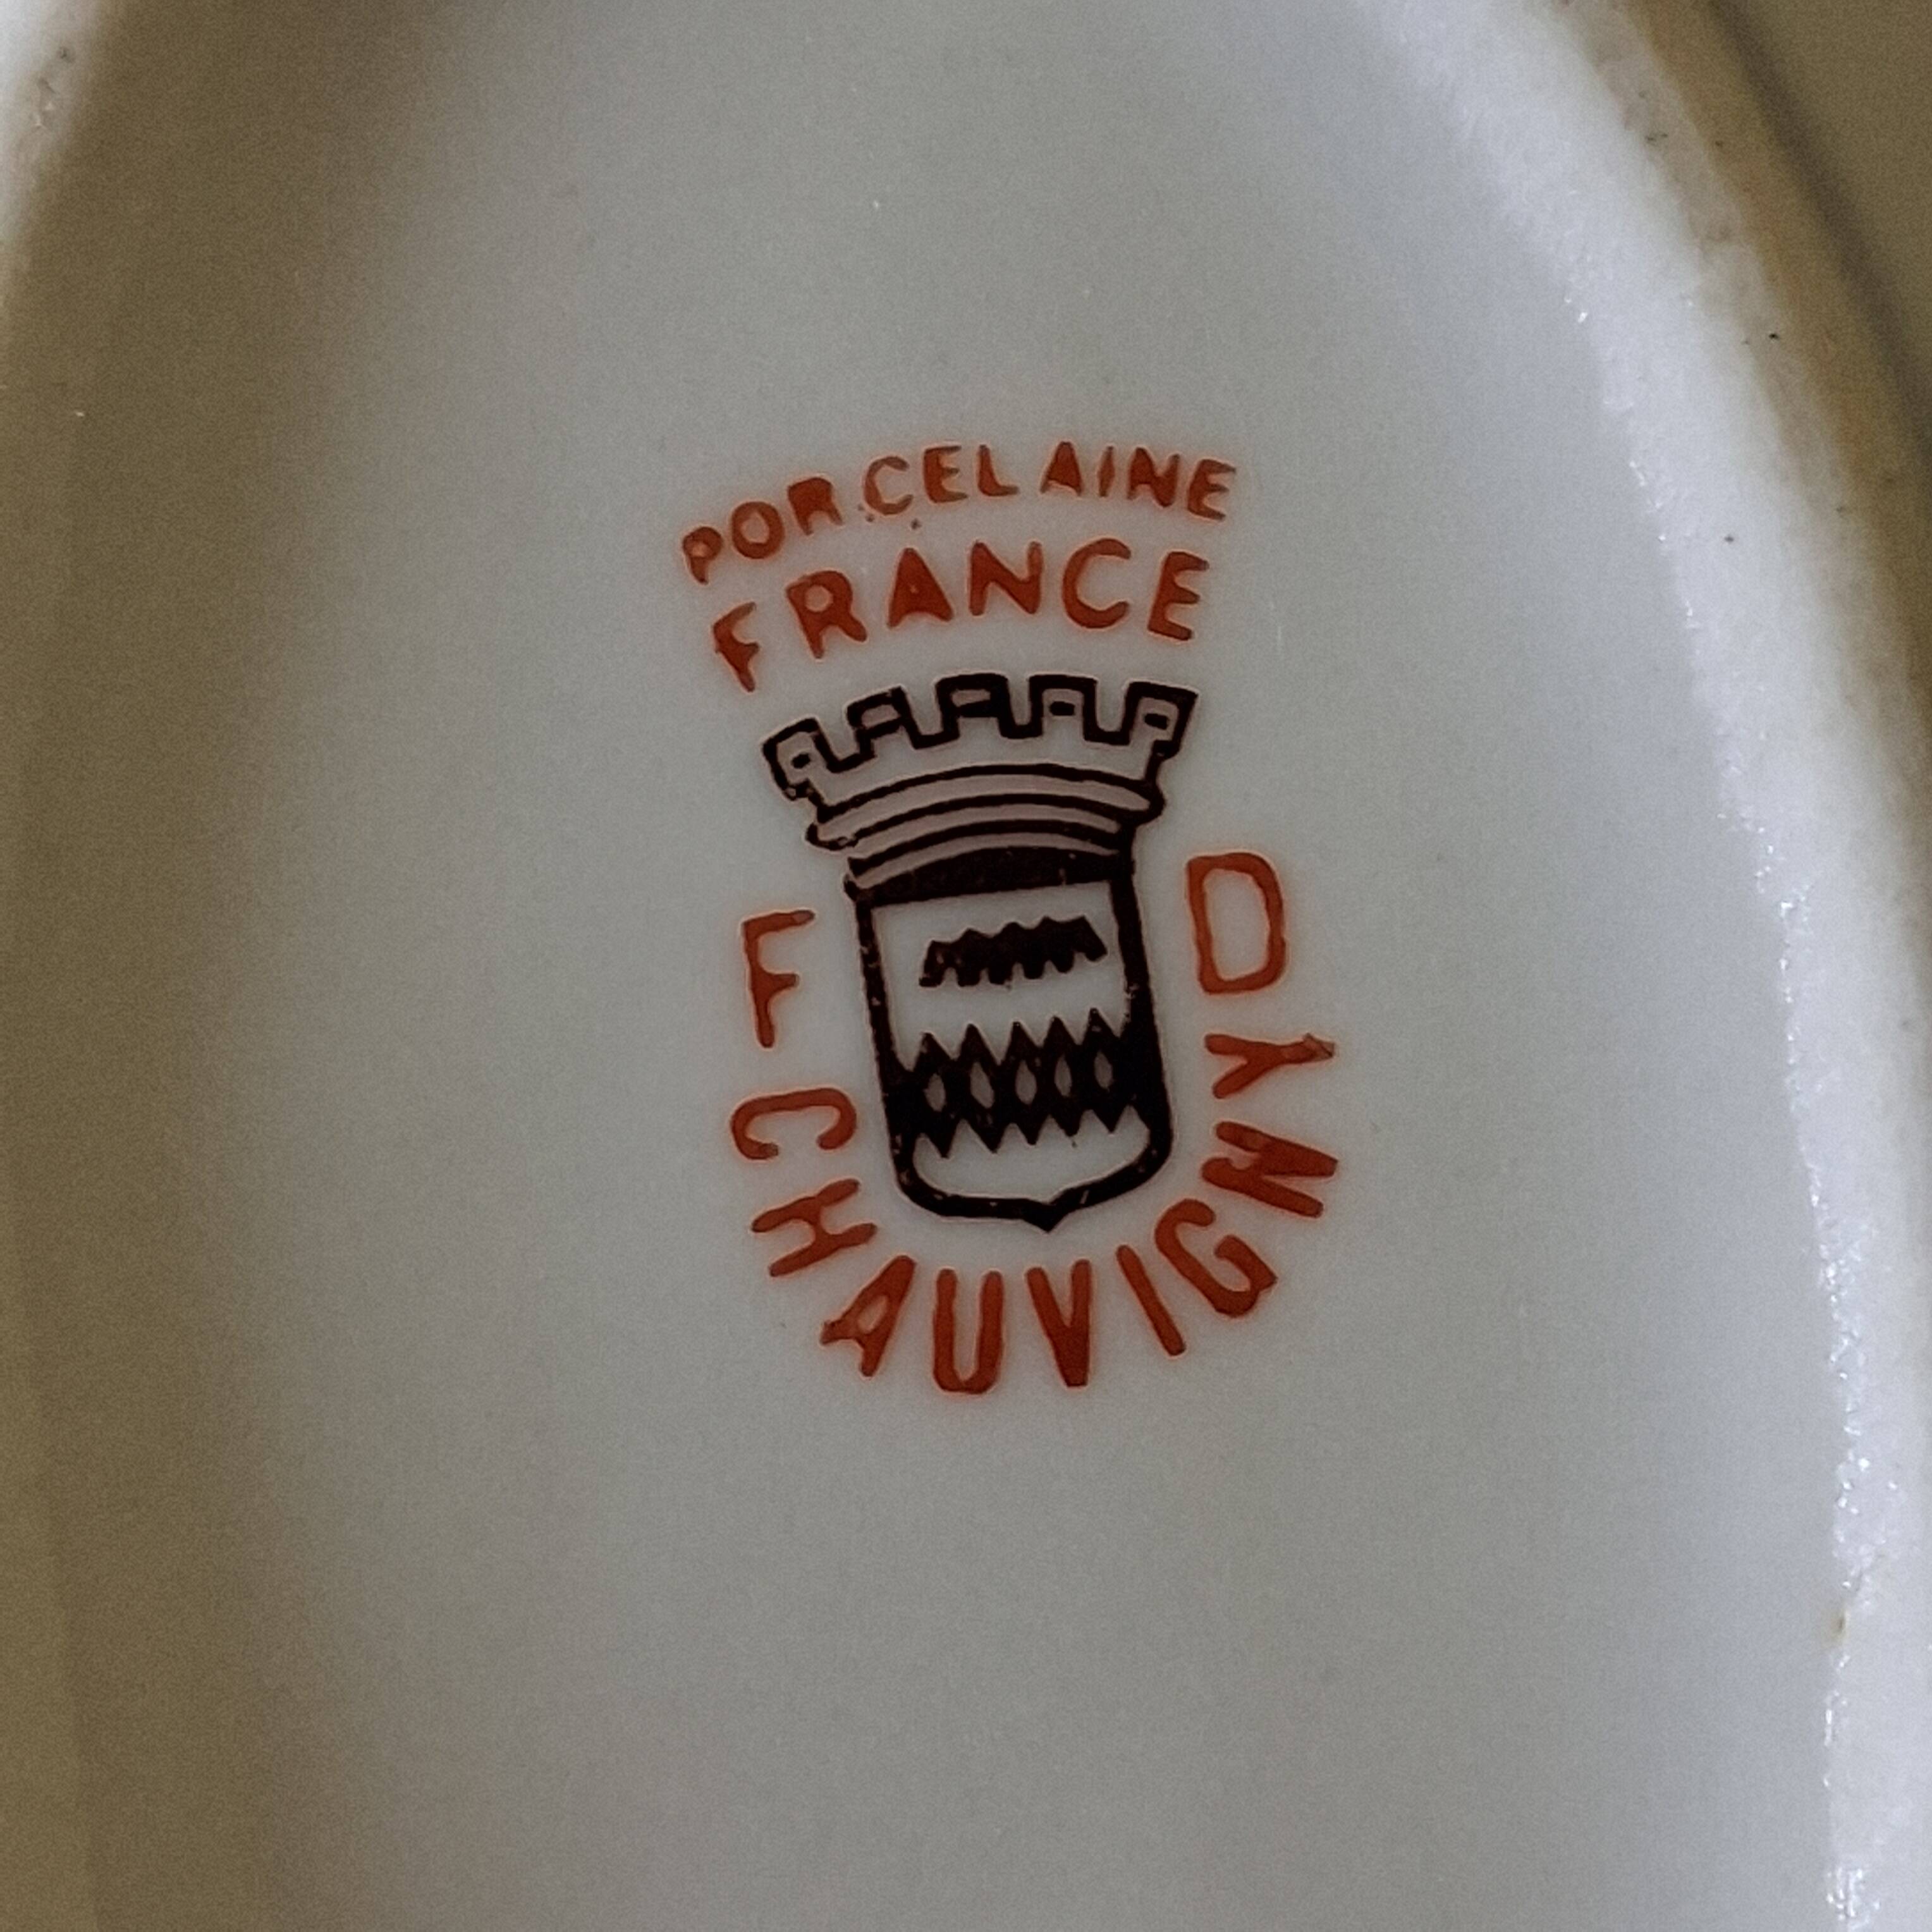 PORCELAINE
FRANCE
F D
CHAUVIGNY